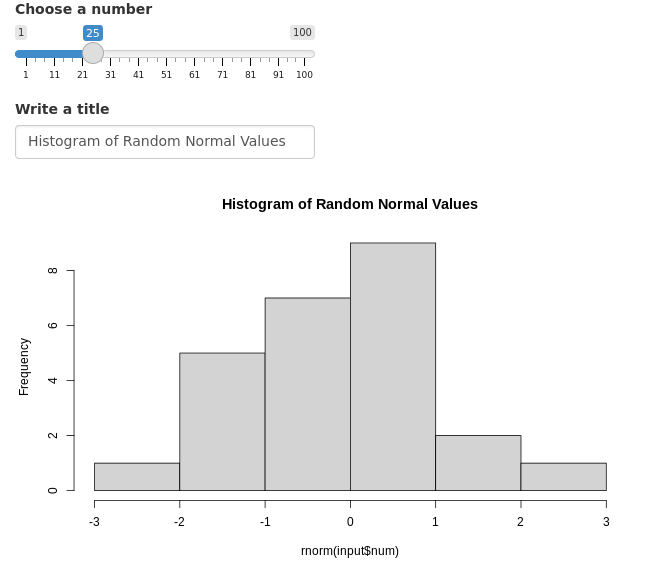 Choose a number
1 25 100
1 11 21 31 41 51 61 71 81 91 100
Write a title
Histogram of Random Normal Values
Histogram of Random Normal Values
8
6
4
2
0
Frequency
-3 -2 -1 0 1 2 3
rnorm(input$num)